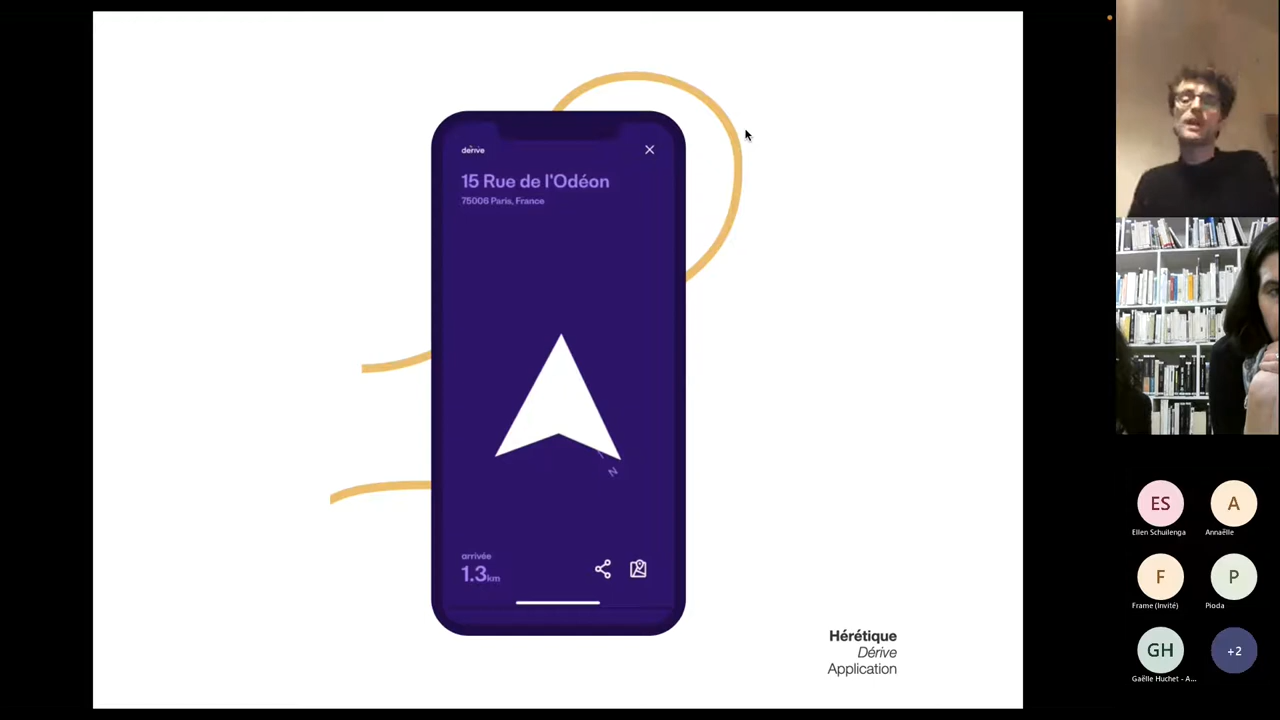 dérive
15 Rue de l'Odéon
75006 Paris, France
N
arrivée
1.3km
Hérétique
Dérive
Application
ES
A
Ellen Schuilenga
Annaëlle
F
P
Frame (Invité)
Pioda
GH
+2
Gaëlle Huchet - A...